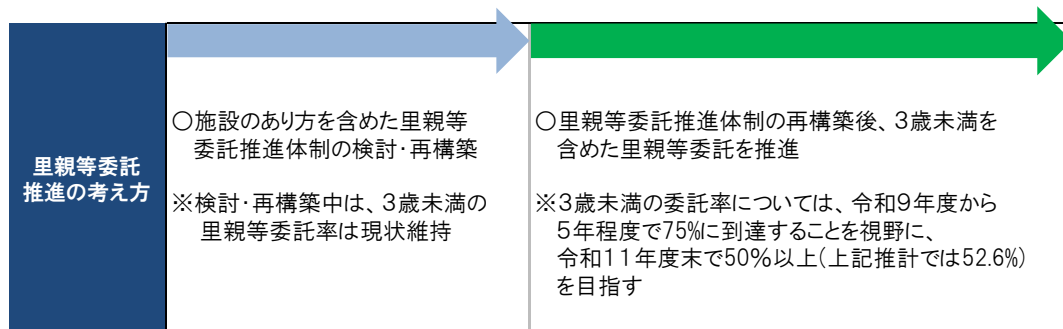 里親等委託
推進の考え方
○施設のあり方を含めた里親等
委託推進体制の検討・再構築
※検討・再構築中は、3歳未満の
里親等委託率は現状維持
○里親等委託推進体制の再構築後、3歳未満を
含めた里親等委託を推進
※3歳未満の委託率については、令和9年度から
5年程度で75%に到達することを視野に、
令和11年度末で50%以上(上記推計では52.6%)
を目指す